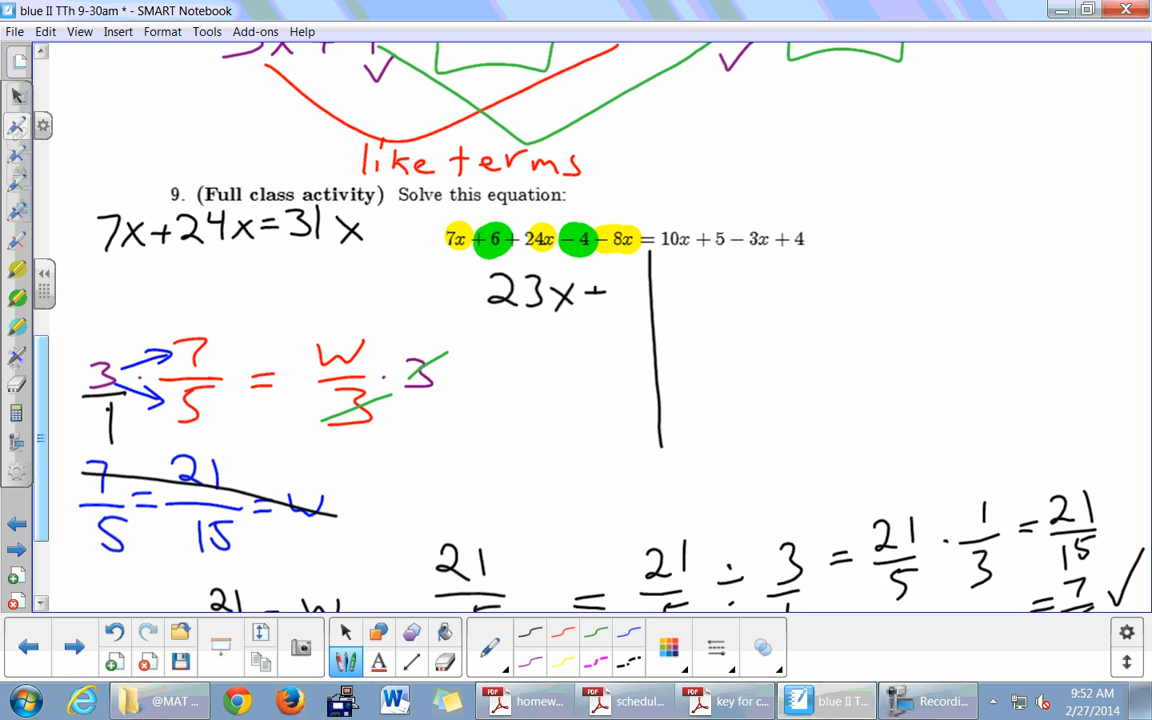 blue II TTh 9-30am * - SMART Notebook
File Edit View Insert Format Tools Add-ons Help
like terms
9. (Full class activity) Solve this equation:
7x+24x=31x
7x + 6 + 24x - 4 - 8x = 10x + 5 - 3x + 4
23x +
3/1 · 7/5 = W/3 · 3
7/5 = 21/15 = W
21/5 = 21/5 ÷ 3/1 = 21/5 · 1/3 = 21/15
= 7
21 = W
@MAT
homew...
schedul...
key for c...
blue II T...
Recordi...
9:52 AM
2/27/2014